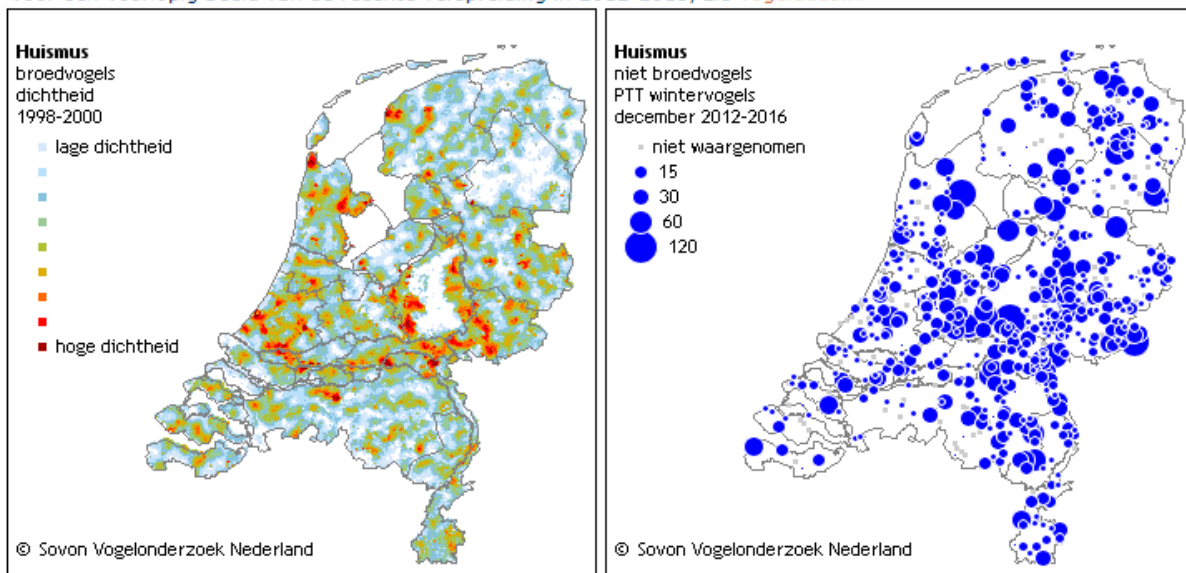 Huismus
broedvogels
dichtheid
1998-2000
lage dichtheid
hoge dichtheid
© Sovon Vogelonderzoek Nederland
Huismus
niet broedvogels
PTT wintervogels
december 2012-2016
niet waargenomen
15
30
60
120
© Sovon Vogelonderzoek Nederland